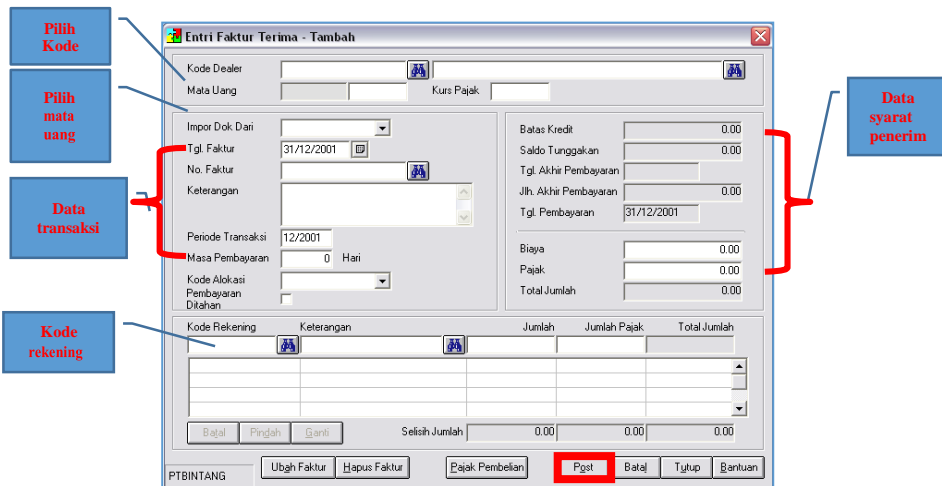 Pilih
Kode
Entri Faktur Terima - Tambah
Kode Dealer
Mata Uang
Kurs Pajak
Pilih
mata
uang
Data
syarat
penerim
Impor Dok Dari
Tgl. Faktur
31/12/2001
No. Faktur
Keterangan
Periode Transaksi
12/2001
Masa Pembayaran
0
Hari
Kode Alokasi
Pembayaran
Ditahan
Batas Kredit
0.00
Saldo Tunggakan
0.00
Tgl. Akhir Pembayaran
Jlh. Akhir Pembayaran
0.00
Tgl. Pembayaran
31/12/2001
Biaya
0.00
Pajak
0.00
Total Jumlah
0.00
Data
transaksi
Kode
rekening
Kode Rekening
Keterangan
Jumlah
Jumlah Pajak
Total Jumlah
Batal
Pindah
Ganti
Selisih Jumlah
0.00
0.00
0.00
PTBINTANG
Ubah Faktur
Hapus Faktur
Pajak Pembelian
Post
Batal
Tutup
Bantuan